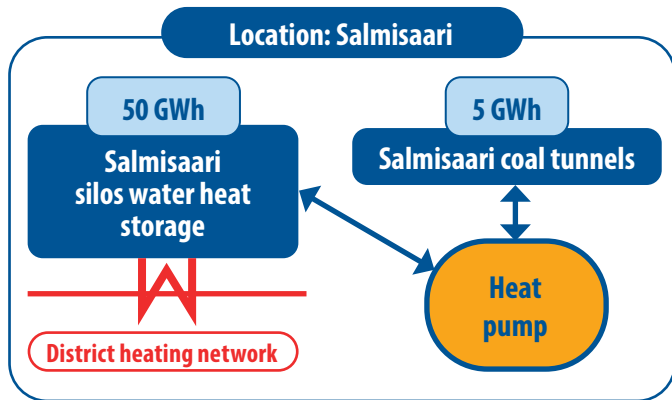 Location: Salmisaari
50 GWh
Salmisaari
silos water heat
storage
District heating network
5 GWh
Salmisaari coal tunnels
Heat
pump